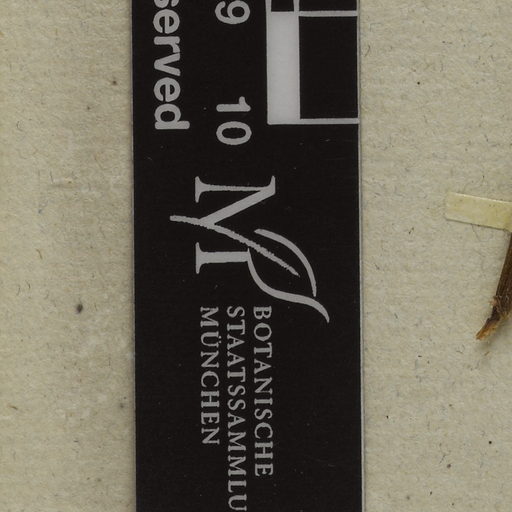 served
9 10
BOTANISCHE
STAATSSAMMLU
MÜNCHEN